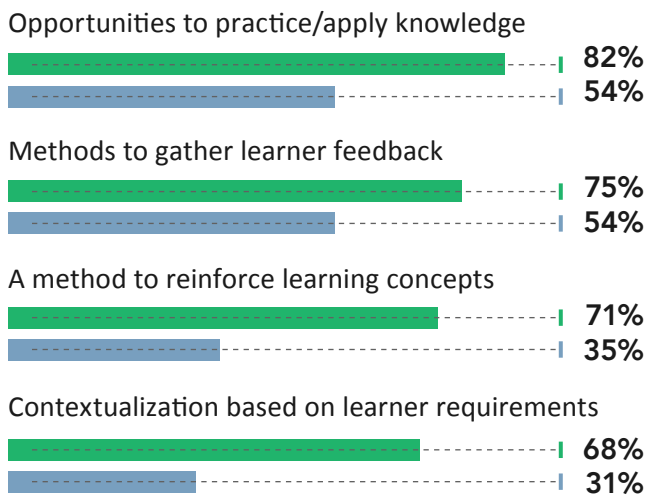 Opportunities to practice/apply knowledge
82%
54%
Methods to gather learner feedback
75%
54%
A method to reinforce learning concepts
71%
35%
Contextualization based on learner requirements
68%
31%